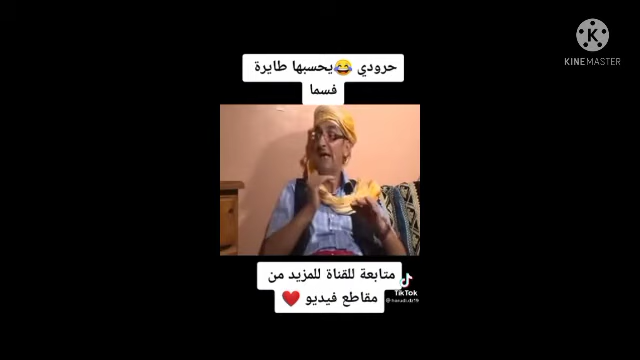 KINEMASTER
حرودي 😂يحسبها طايرة
فسما
متابعة للقناة للمزيد من
مقاطع فيديو ❤️
TikTok